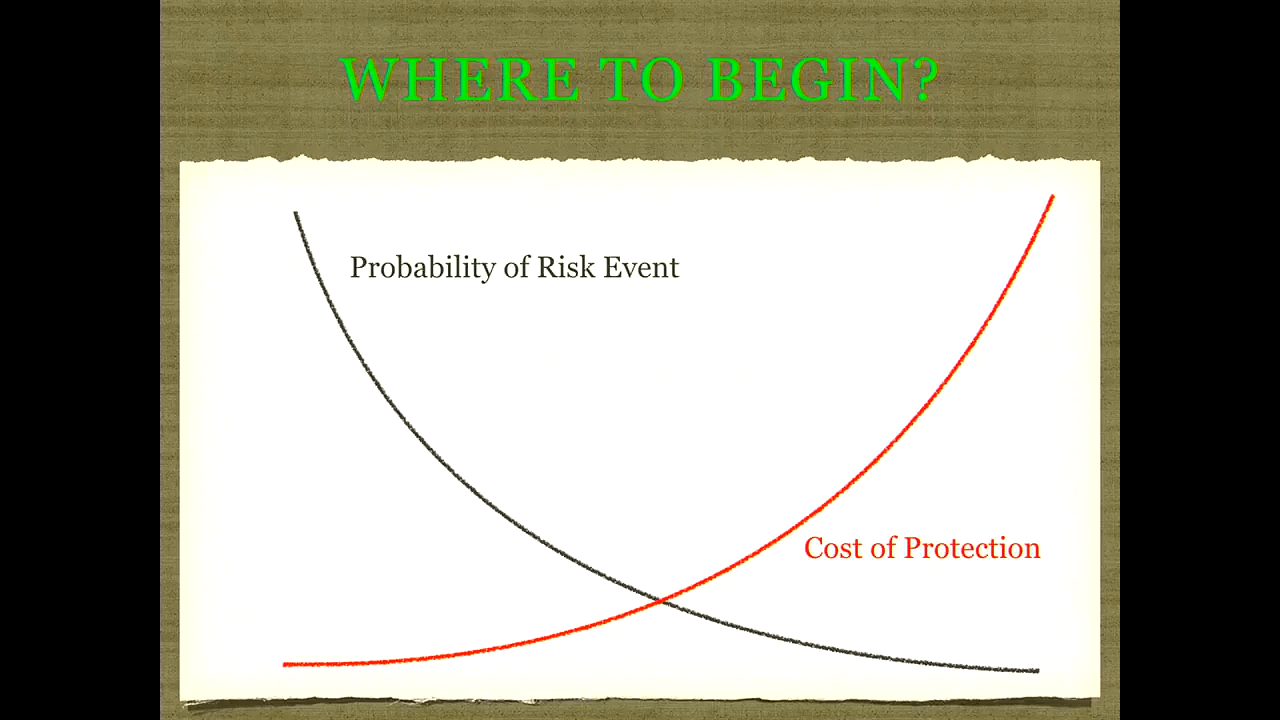 WHERE TO BEGIN?
Probability of Risk Event
Cost of Protection